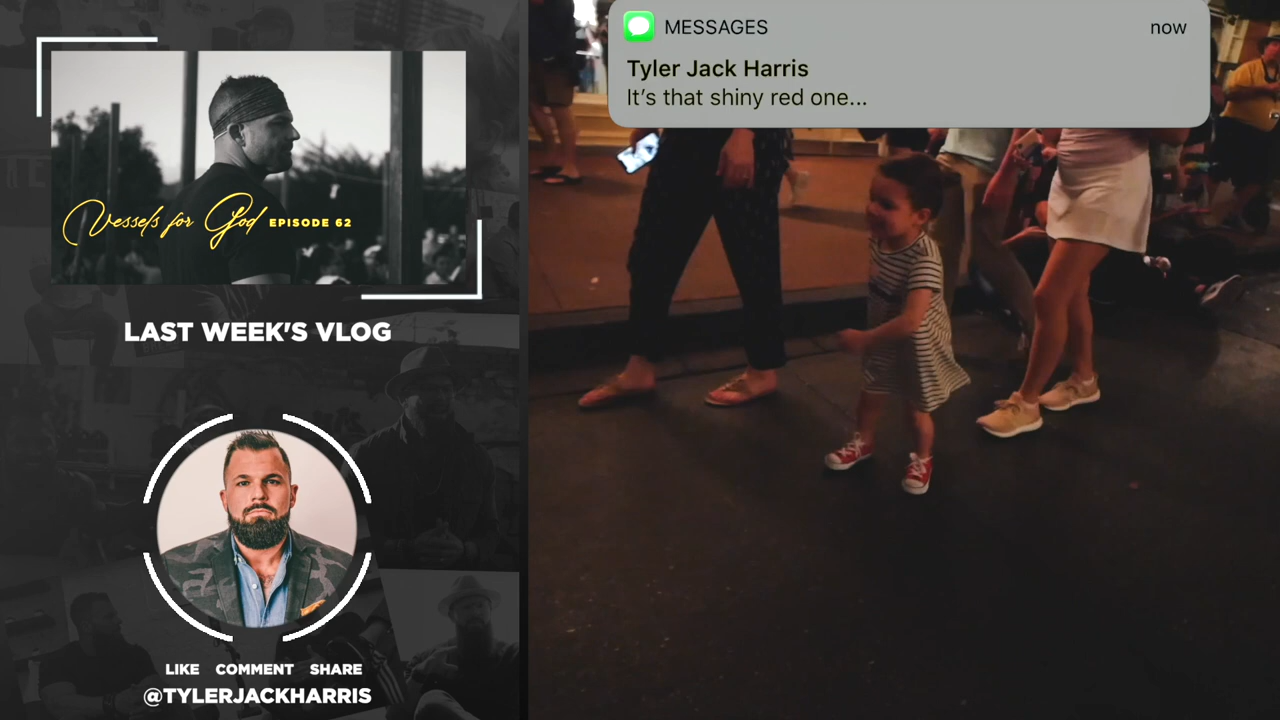 Vessels for God EPISODE 62
LAST WEEK'S VLOG
LIKE COMMENT SHARE
@TYLERJACKHARRIS
MESSAGES now
Tyler Jack Harris
It's that shiny red one...